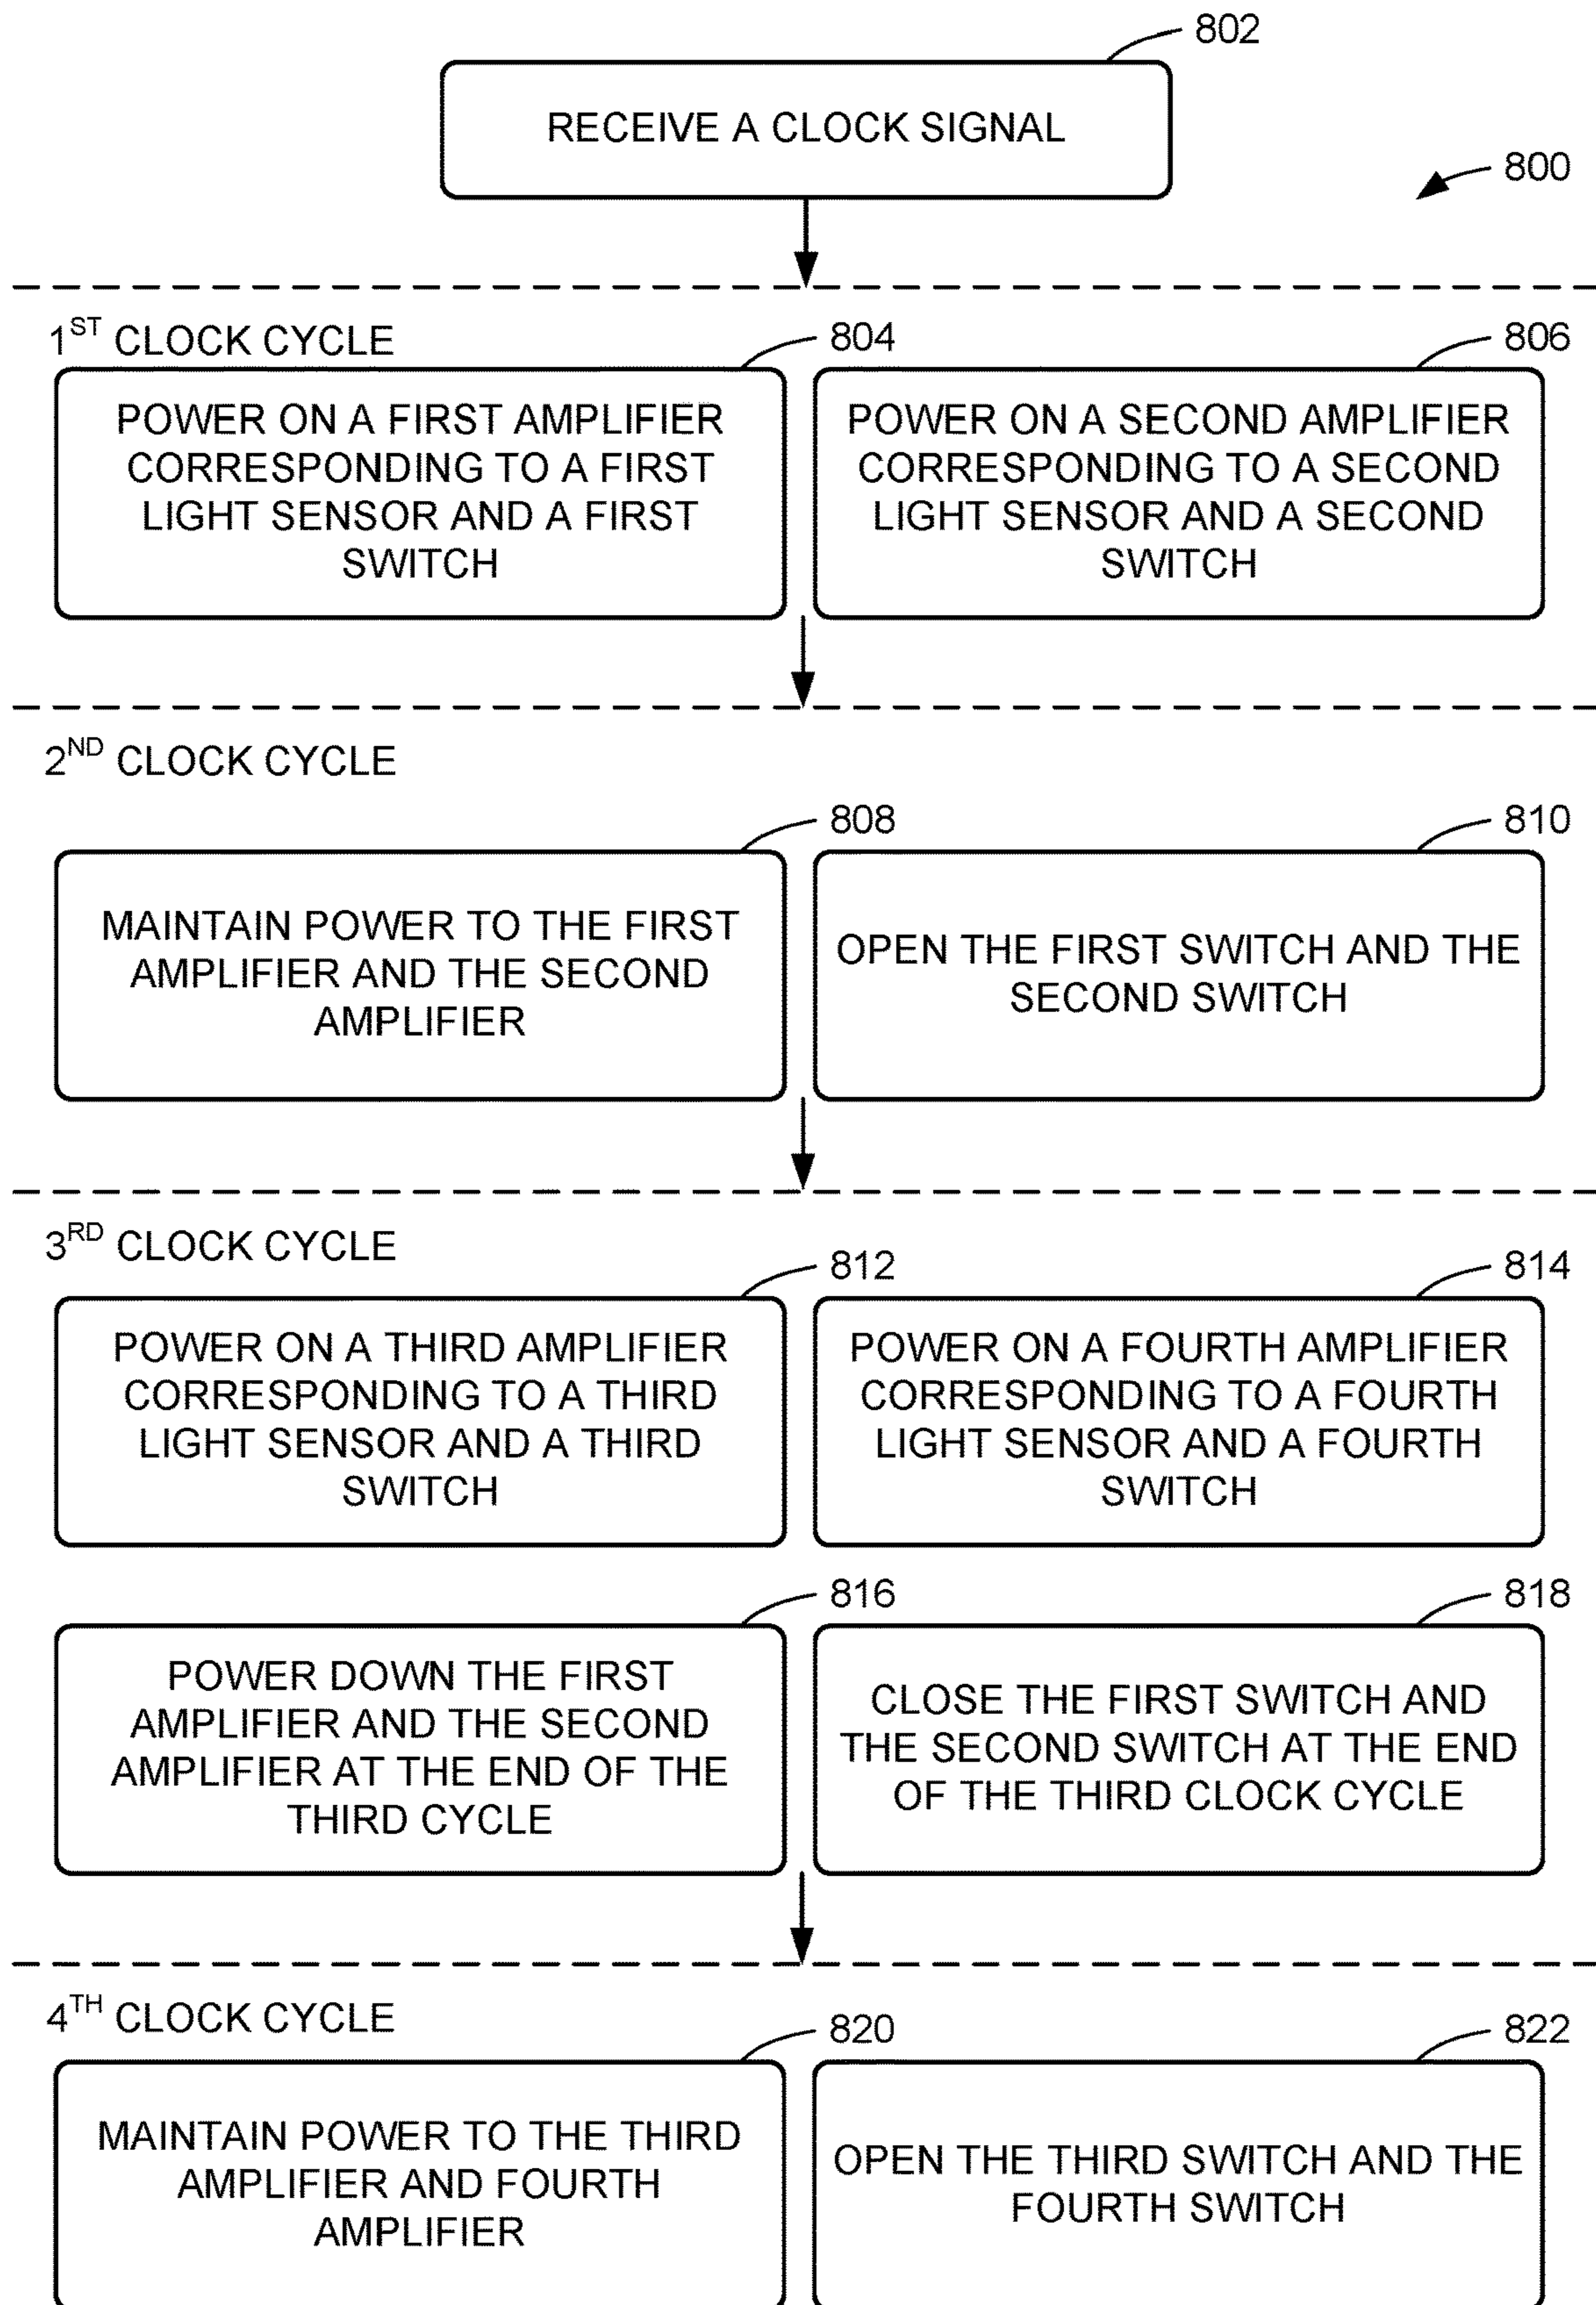 802
RECEIVE A CLOCK SIGNAL
800
1ST CLOCK CYCLE
804
806
POWER ON A FIRST AMPLIFIER
CORRESPONDING TO A FIRST
LIGHT SENSOR AND A FIRST
SWITCH
POWER ON A SECOND AMPLIFIER
CORRESPONDING TO A SECOND
LIGHT SENSOR AND A SECOND
SWITCH
2ND CLOCK CYCLE
808
810
MAINTAIN POWER TO THE FIRST
AMPLIFIER AND THE SECOND
AMPLIFIER
OPEN THE FIRST SWITCH AND THE
SECOND SWITCH
3RD CLOCK CYCLE
812
814
POWER ON A THIRD AMPLIFIER
CORRESPONDING TO A THIRD
LIGHT SENSOR AND A THIRD
SWITCH
POWER ON A FOURTH AMPLIFIER
CORRESPONDING TO A FOURTH
LIGHT SENSOR AND A FOURTH
SWITCH
816
818
POWER DOWN THE FIRST
AMPLIFIER AND THE SECOND
AMPLIFIER AT THE END OF THE
THIRD CYCLE
CLOSE THE FIRST SWITCH AND
THE SECOND SWITCH AT THE END
OF THE THIRD CLOCK CYCLE
4TH CLOCK CYCLE
820
822
MAINTAIN POWER TO THE THIRD
AMPLIFIER AND FOURTH
AMPLIFIER
OPEN THE THIRD SWITCH AND THE
FOURTH SWITCH